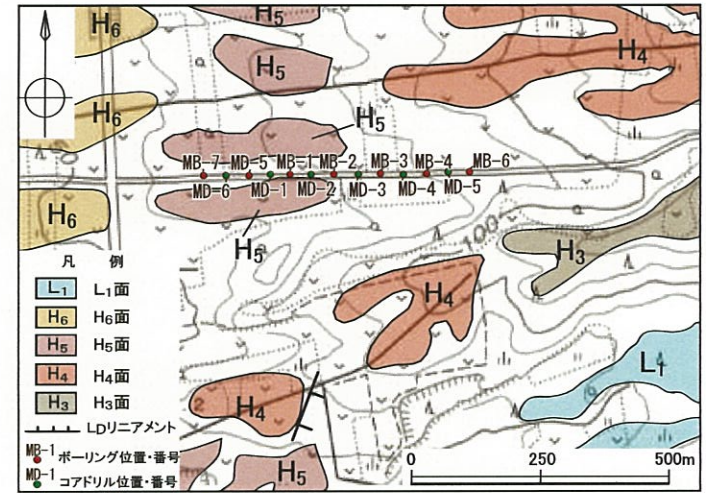 H5
H6
H5
H4
H6
H5
MB-7 MD-5 MB-1 MB-2 MB-3 MB-4 MB-6
MD-6 MD-1 MD-2 MD-3 MD-4 MD-5
H6
H5
100
H3
凡 例
L1 L1面
H6 H6面
H5 H5面
H4 H4面
H3 H3面
LDリニアメント
MB-1 ボーリング位置・番号
MD-1 コアドリル位置・番号
H4
L1
H4
H5
0 250 500m